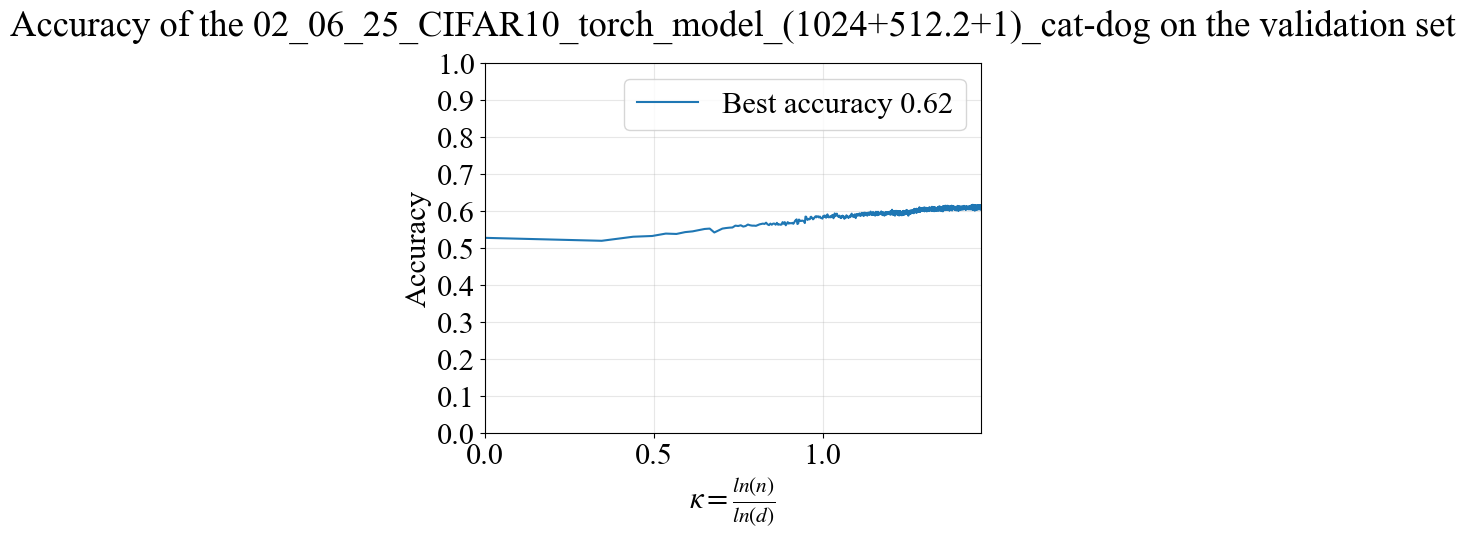 Accuracy of the 02_06_25_CIFAR10_torch_model_(1024+512.2+1)_cat-dog on the validation set
Best accuracy 0.62
Accuracy
1.0
0.9
0.8
0.7
0.6
0.5
0.4
0.3
0.2
0.1
0.0
0.0 0.5 1.0
κ = ln(n)/ln(d)